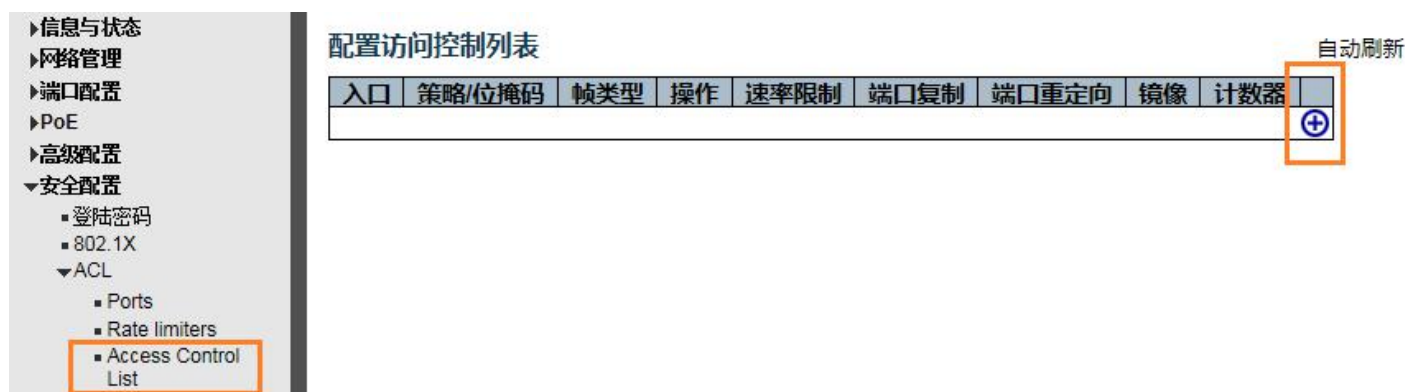 信息与状态
网络管理
端口配置
PoE
高级配置
安全配置
登陆密码
802.1X
ACL
Ports
Rate limiters
Access Control
List
配置访问控制列表
自动刷新
入口 策略/位掩码 帧类型 操作 速率限制 端口复制 端口重定向 镜像 计数器